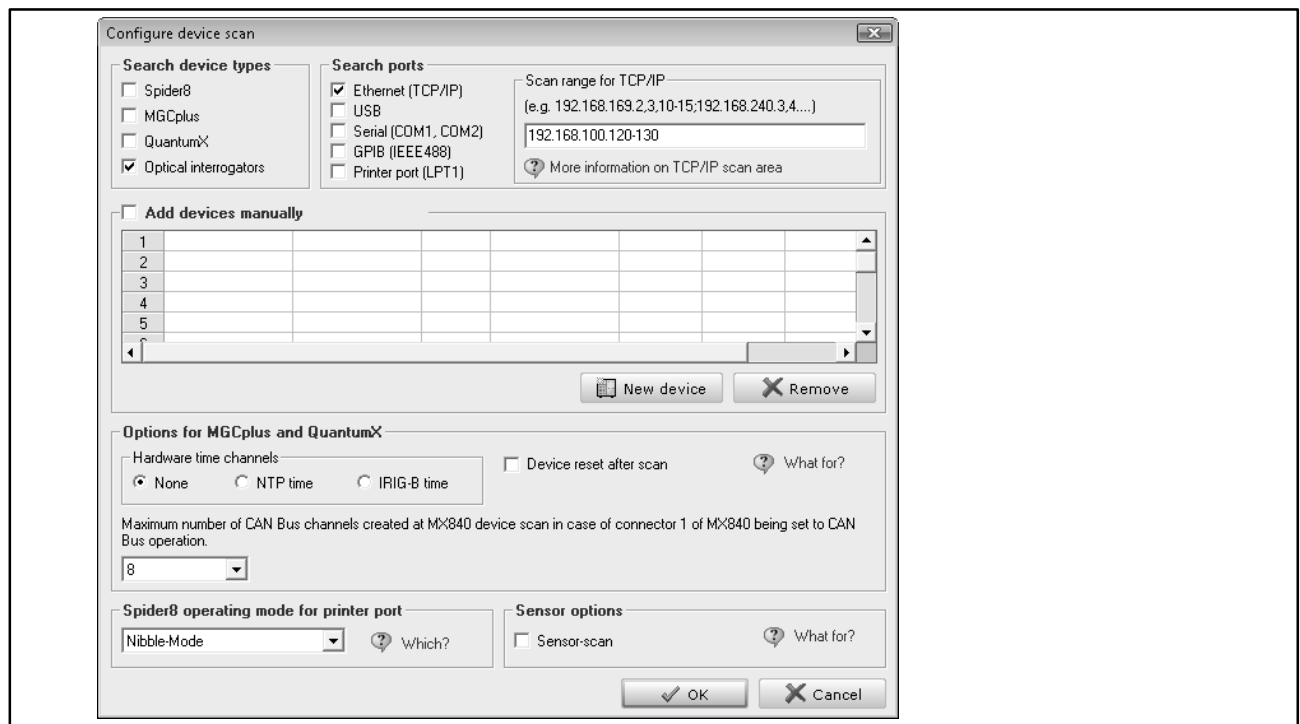 Configure device scan
Search device types
Spider8
MGCplus
QuantumX
Optical interrogators
Search ports
Ethernet (TCP/IP)
USB
Serial (COM1, COM2)
GPIB (IEEE488)
Printer port (LPT1)
Scan range for TCP/IP
(e.g. 192.168.169.2,3,10-15;192.168.240.3,4....)
192.168.100.120-130
More information on TCP/IP scan area
Add devices manually
1
2
3
4
5
New device
Remove
Options for MGCplus and QuantumX
Hardware time channels
None
NTP time
IRIG-B time
Device reset after scan
What for?
Maximum number of CAN Bus channels created at MX840 device scan in case of connector 1 of MX840 being set to CAN
Bus operation.
8
Spider8 operating mode for printer port
Nibble-Mode
Which?
Sensor options
Sensor-scan
What for?
OK
Cancel